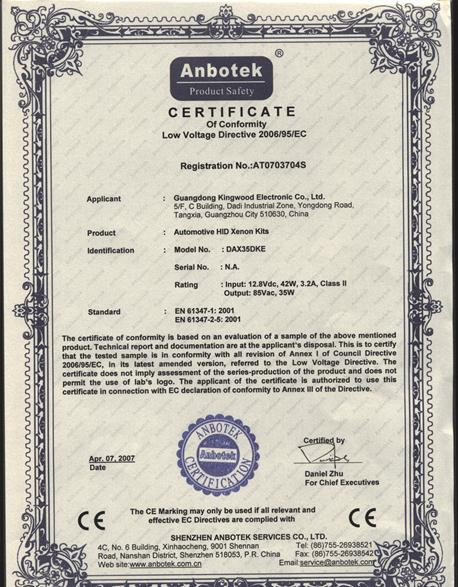 Anbotek ®
Product Safety
CERTIFICATE
Of Conformity
Low Voltage Directive 2006/95/EC
Registration No.:AT0703704S
Applicant : Guangdong Kingwood Electronic Co., Ltd.
5/F, C Building, Dadi Industrial Zone, Yongdong Road,
Tangxia, Guangzhou City 510630, China
Product : Automotive HID Xenon Kits
Identification : Model No. : DAX35DKE
Serial No. : N.A.
Rating : Input: 12.8Vdc, 42W, 3.2A, Class II
Output: 85Vac, 35W
Standard : EN 61347-1: 2001
EN 61347-2-5: 2001
The certificate of conformity is based on an evaluation of a sample of the above mentioned
product. Technical report and documentation are at the applicant's disposal. This is to certify
that the tested sample is in conformity with all revision of Annex I of Council Directive
2006/95/EC, in its latest amended version, referred to the Low Voltage Directive. The
certificate does not imply assessment of the series-production of the product and does not
permit the use of lab's logo. The applicant of the certificate is authorized to use this
certificate in connection with EC declaration of conformity to Annex III of the Directive.
ANBOTEK
Anbotek
CERTIFICATION
Apr. 07, 2007
Date
Certified by
Daniel Zhu
For Chief Executives
CE
The CE Marking may only be used if all relevant and
effective EC Directives are complied with
CE
SHENZHEN ANBOTEK SERVICES CO., LTD.
4C, No. 6 Building, Xinhaocheng, 9001 Shennan
Road, Nanshan District, Shenzhen 518053, P.R. China
Web site:www.anbotek.com.cn
Tel: (86)755-26938521
Fax: (86)755-26938541
Email:service@anbotek.com